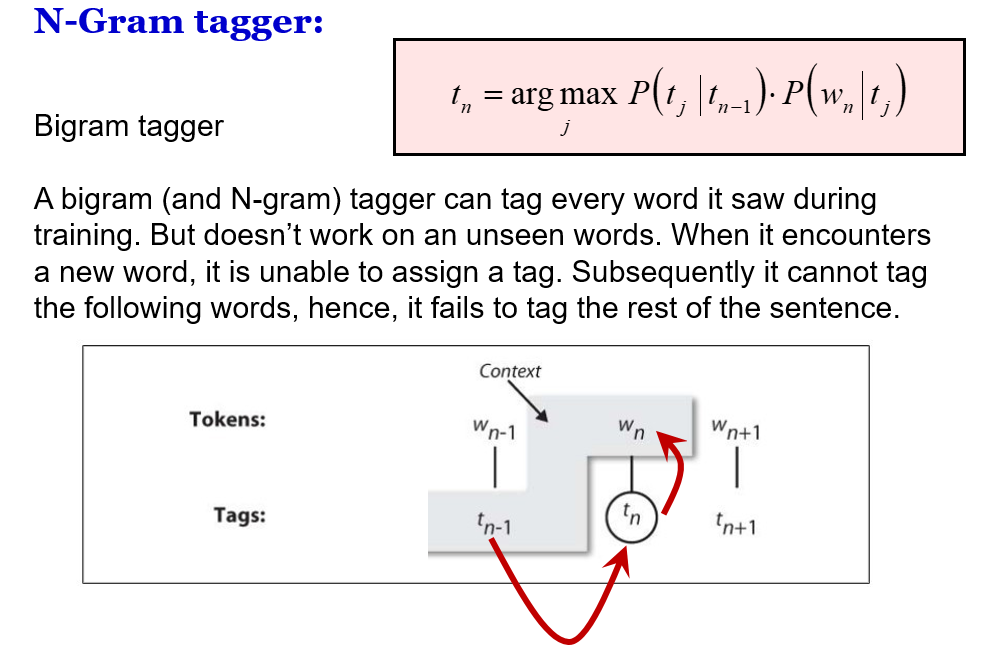 N-Gram tagger:
t_n = arg max_j P(t_j | t_{n-1}) · P(w_n | t_j)
Bigram tagger
A bigram (and N-gram) tagger can tag every word it saw during
training. But doesn't work on an unseen words. When it encounters
a new word, it is unable to assign a tag. Subsequently it cannot tag
the following words, hence, it fails to tag the rest of the sentence.
Context
Tokens: w_{n-1} w_n w_{n+1}
Tags: t_{n-1} t_n t_{n+1}